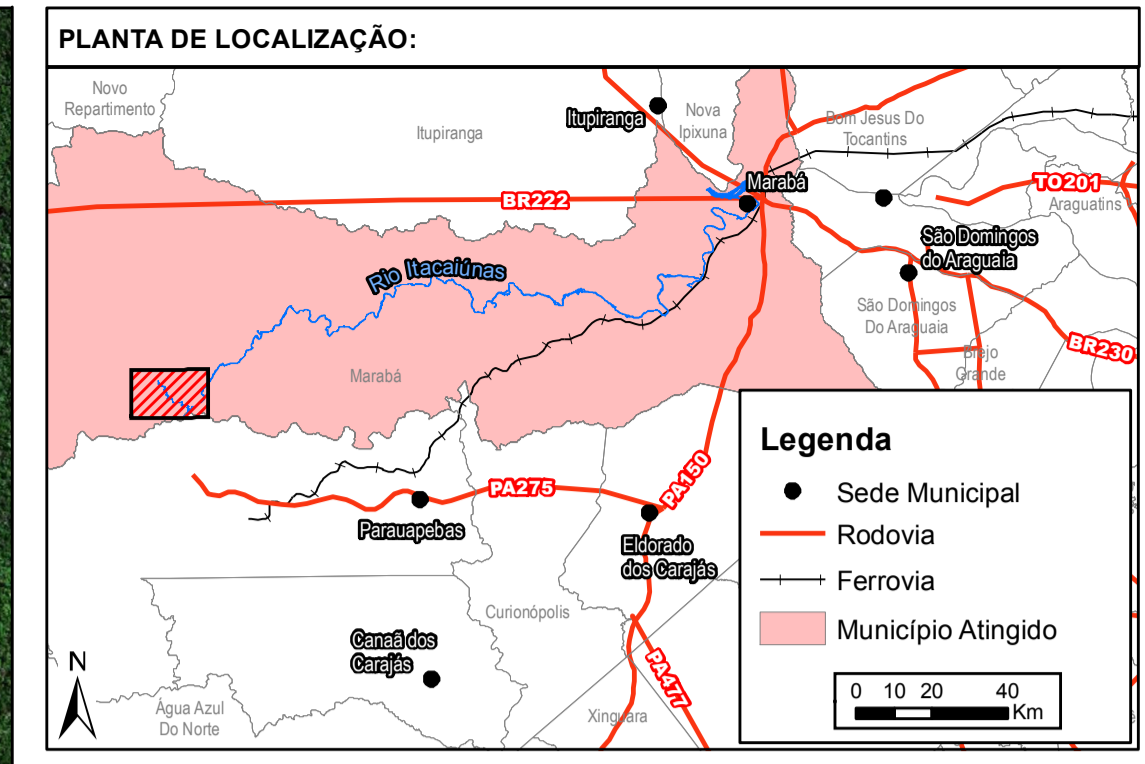 PLANTA DE LOCALIZAÇÃO:
Novo
Repartimento
Itupiranga
Itupiranga
Nova
Ipixuna
Bom Jesus Do
Tocantins
Marabá
BR222
TO201
Araguatins
São Domingos
do Araguaia
Rio Itacaiúnas
São Domingos
Do Araguaia
BR230
Brejo
Grande
Marabá
PA150
PA275
Parauapebas
Eldorado
dos Carajás
Curionópolis
Canaã dos
Carajás
PA477
Água Azul
Do Norte
Xinguara
N
Legenda
Sede Municipal
Rodovia
Ferrovia
Município Atingido
0 10 20 40
Km